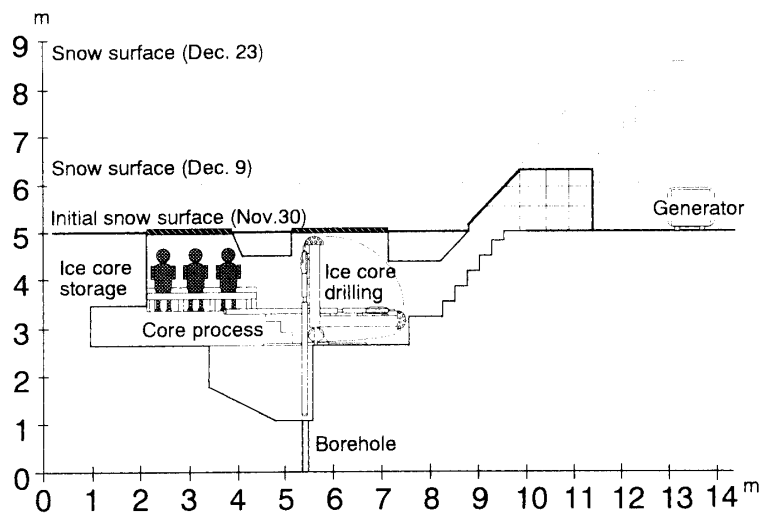 m
9
Snow surface (Dec. 23)
8
7
Snow surface (Dec. 9)
6
Initial snow surface (Nov.30)
Generator
5
Ice core
storage
Ice core
drilling
4
3
Core process
2
1
Borehole
0
0 1 2 3 4 5 6 7 8 9 10 11 12 13 14 m